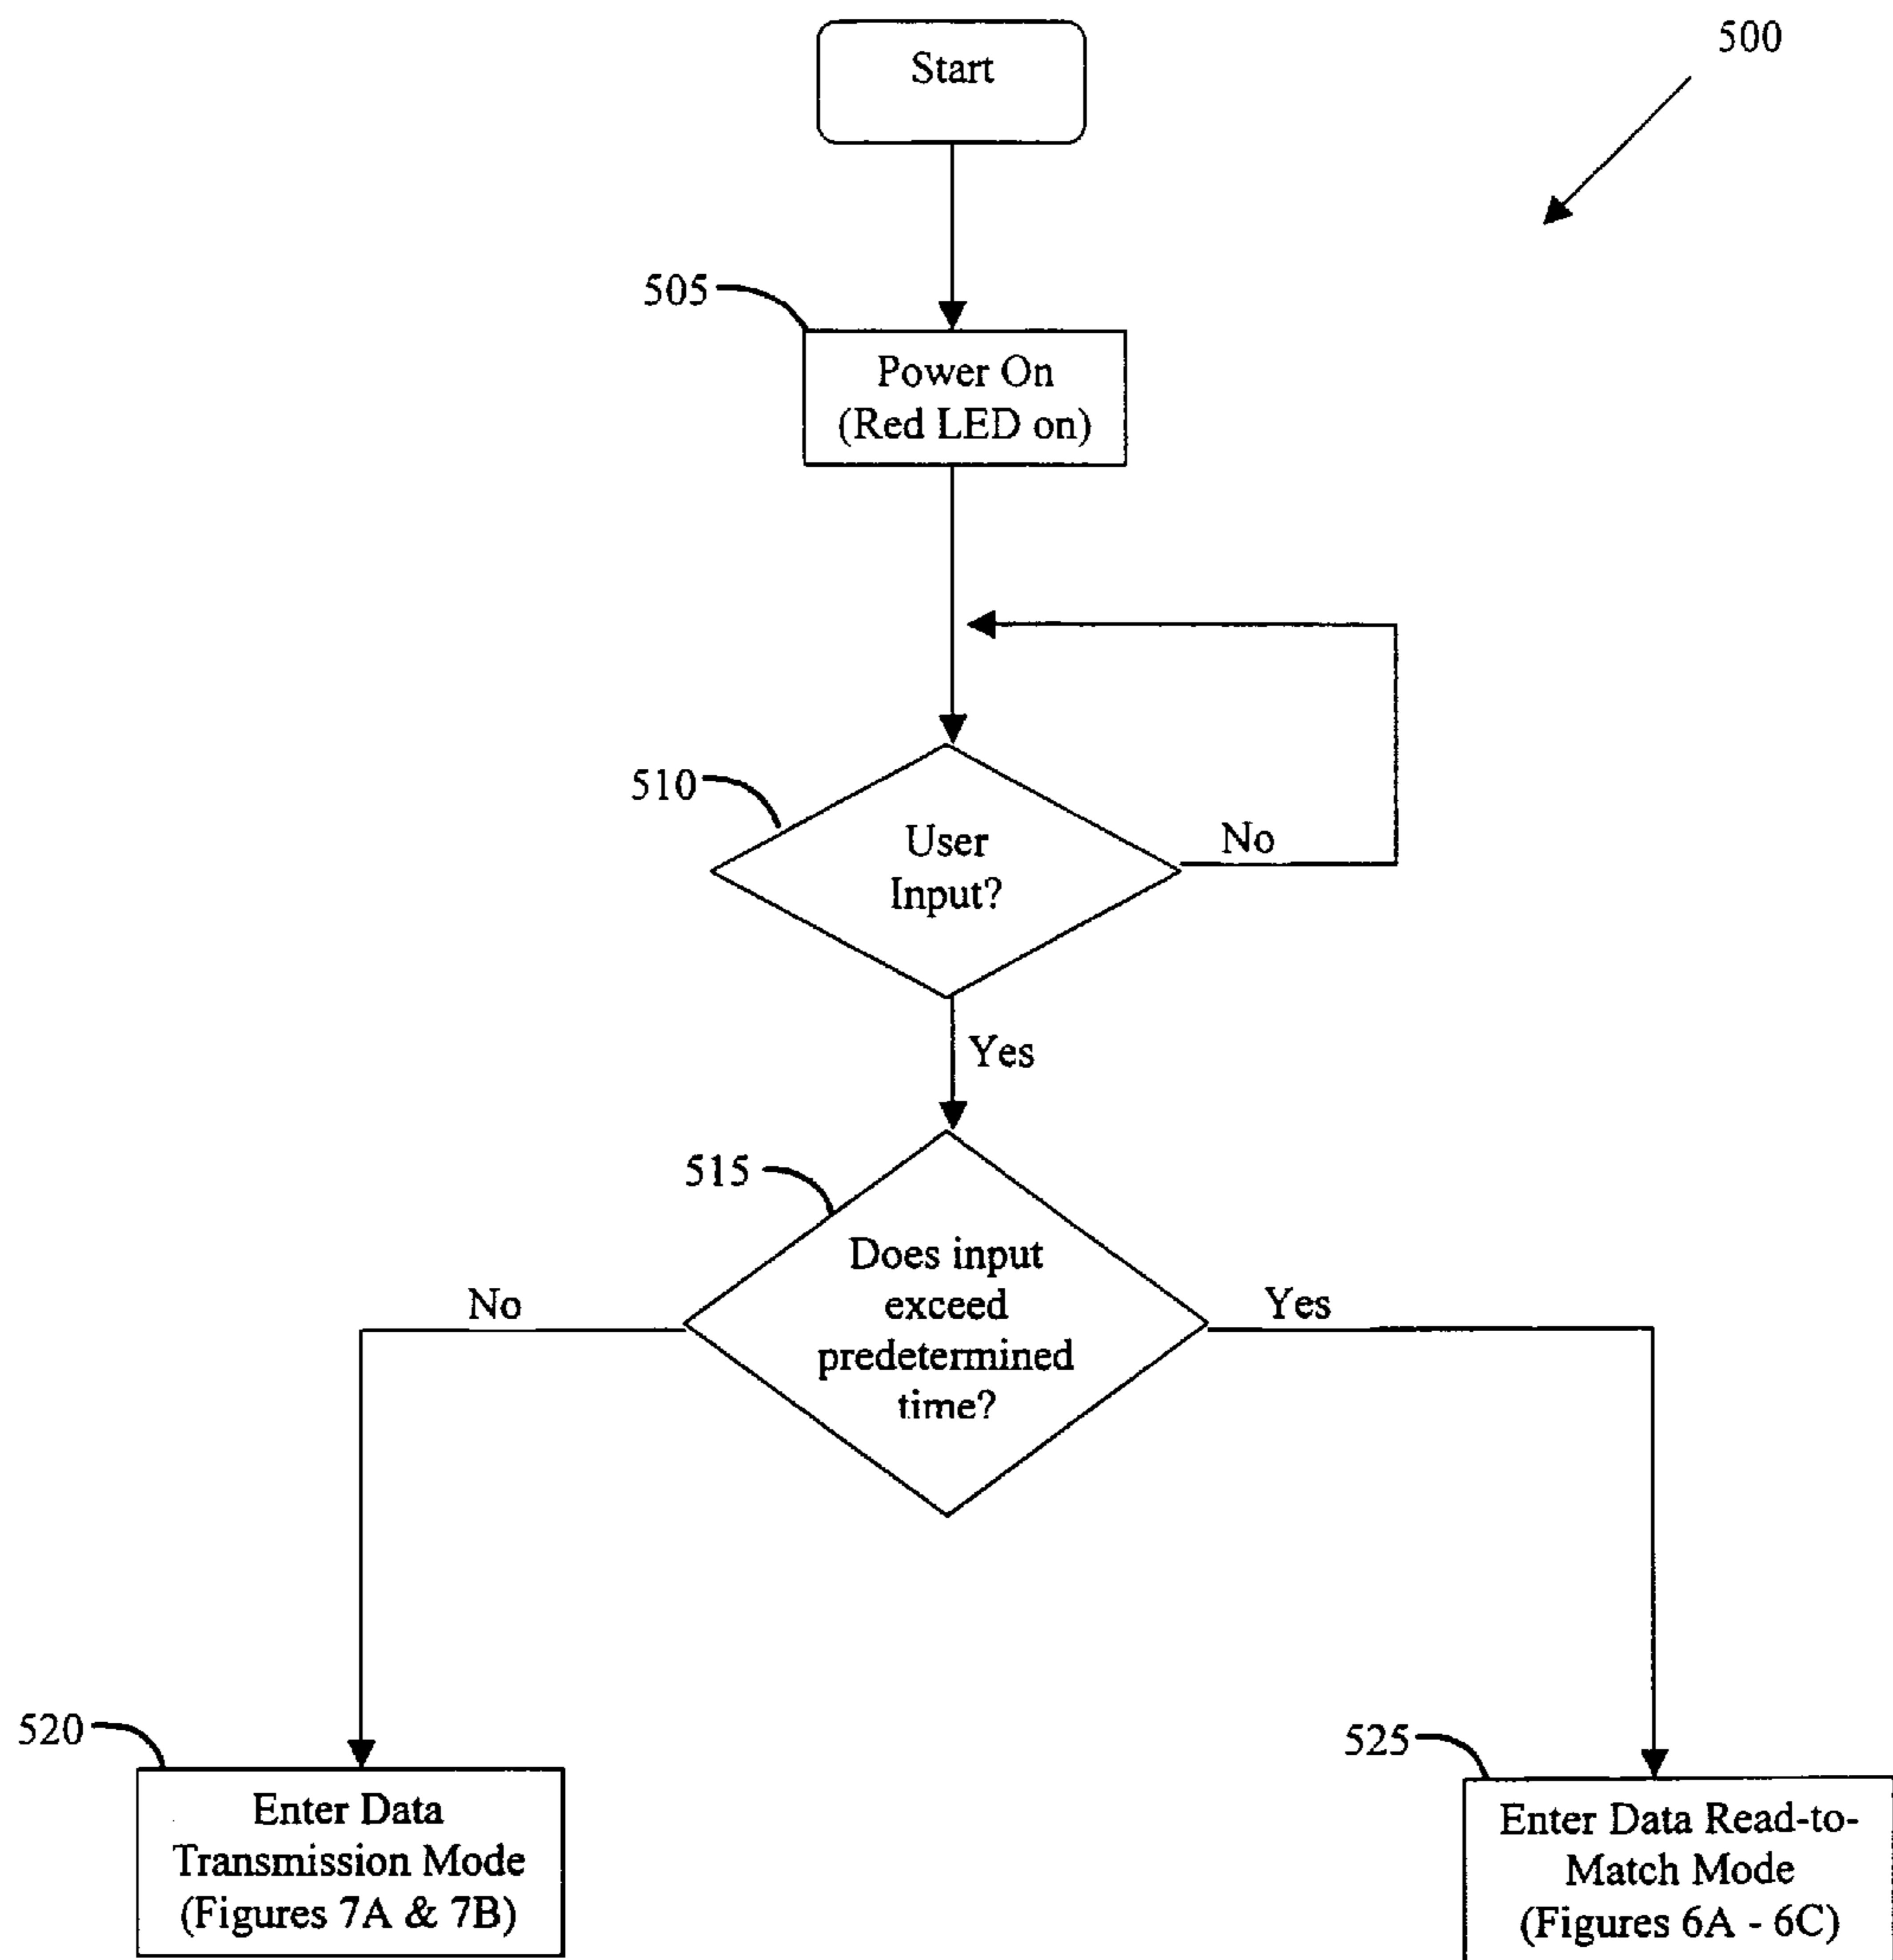 500
Start
505
Power On
(Red LED on)
510
User
Input?
No
Yes
515
Does input
exceed
predetermined
time?
No
Yes
520
Enter Data
Transmission Mode
(Figures 7A & 7B)
525
Enter Data Read-to-
Match Mode
(Figures 6A - 6C)